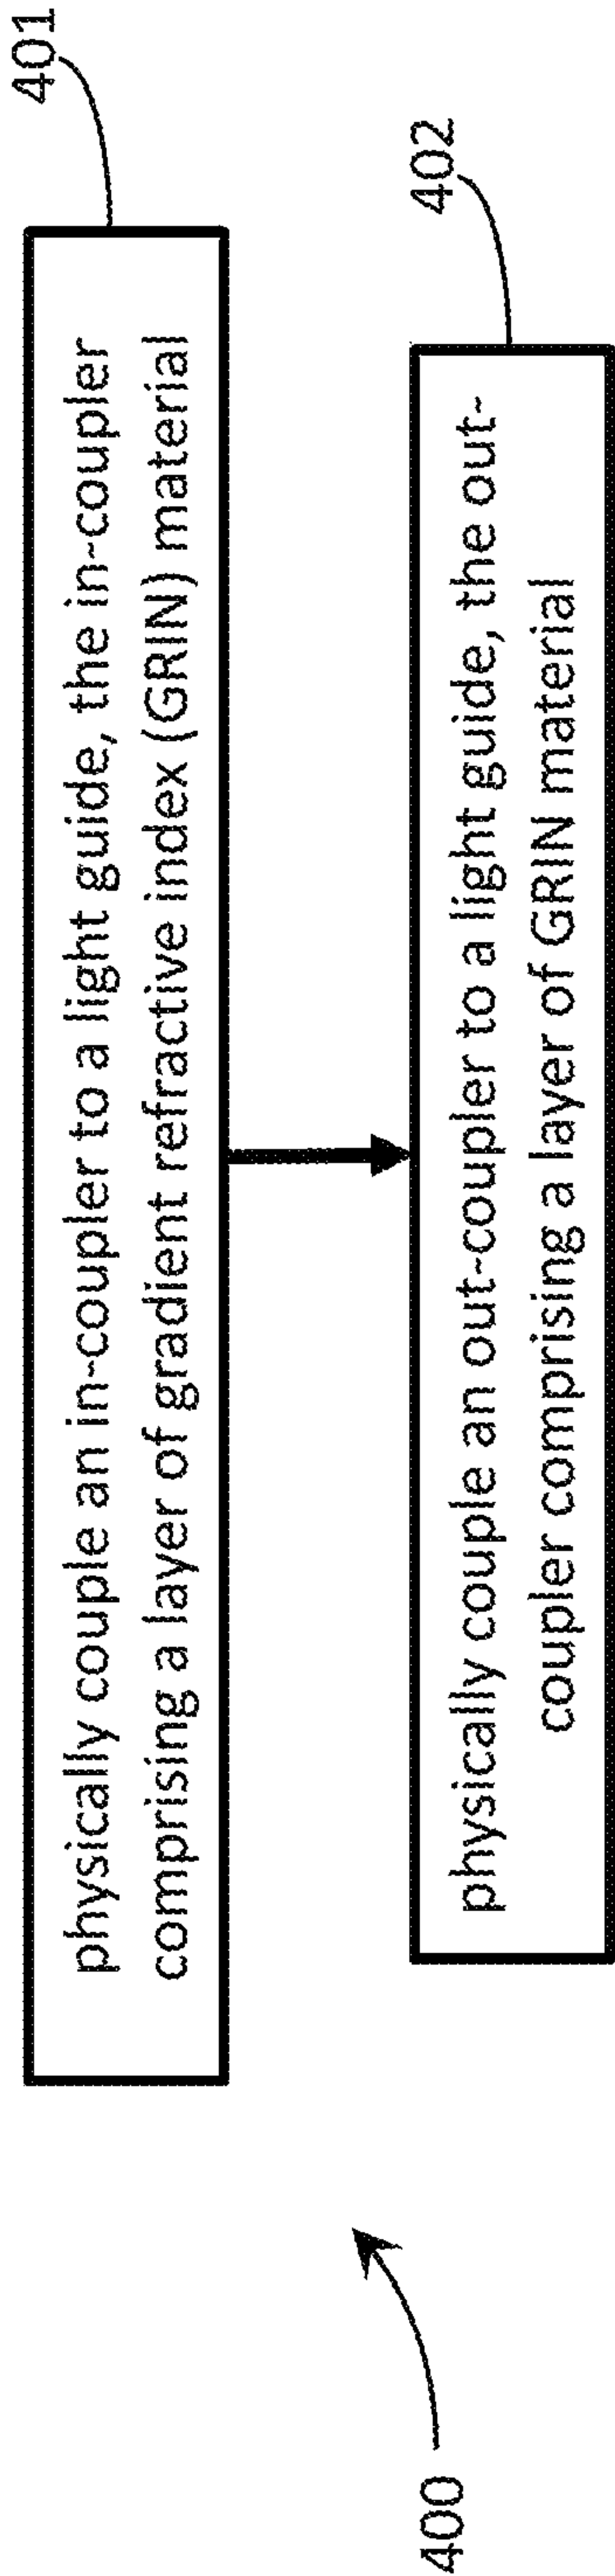 401
physically couple an in-coupler to a light guide, the in-coupler
comprising a layer of gradient refractive index (GRIN) material
402
physically couple an out-coupler to a light guide, the out-
coupler comprising a layer of GRIN material
400